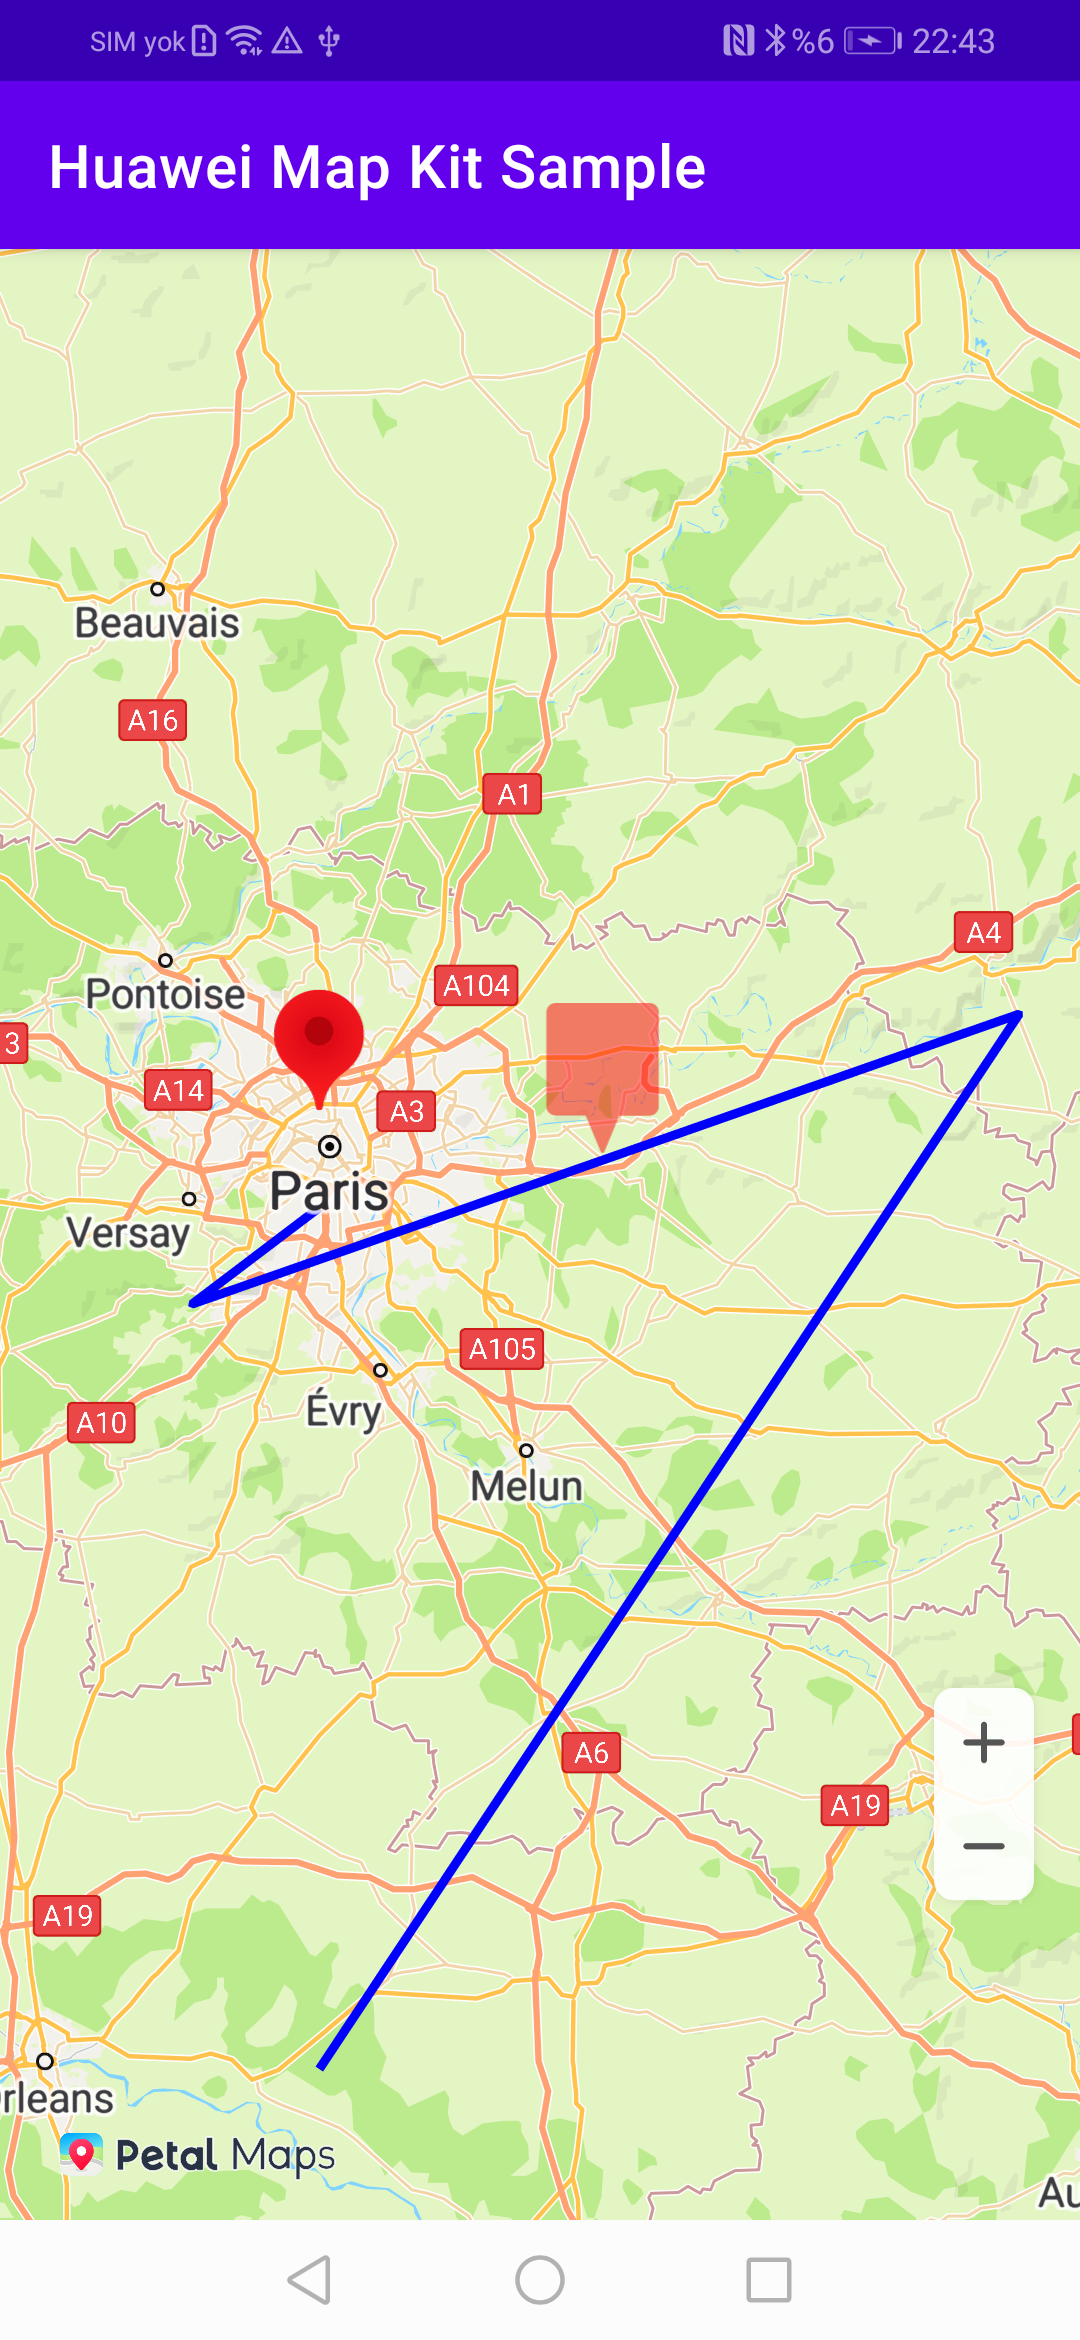 SIM yok %6 22:43
Huawei Map Kit Sample
Beauvais
A16
A1
A4
Pontoise
A104
3
A14
A3
Paris
Versay
A105
Évry
A10
Melun
A6
A19
A19
rleans
Petal Maps
Au